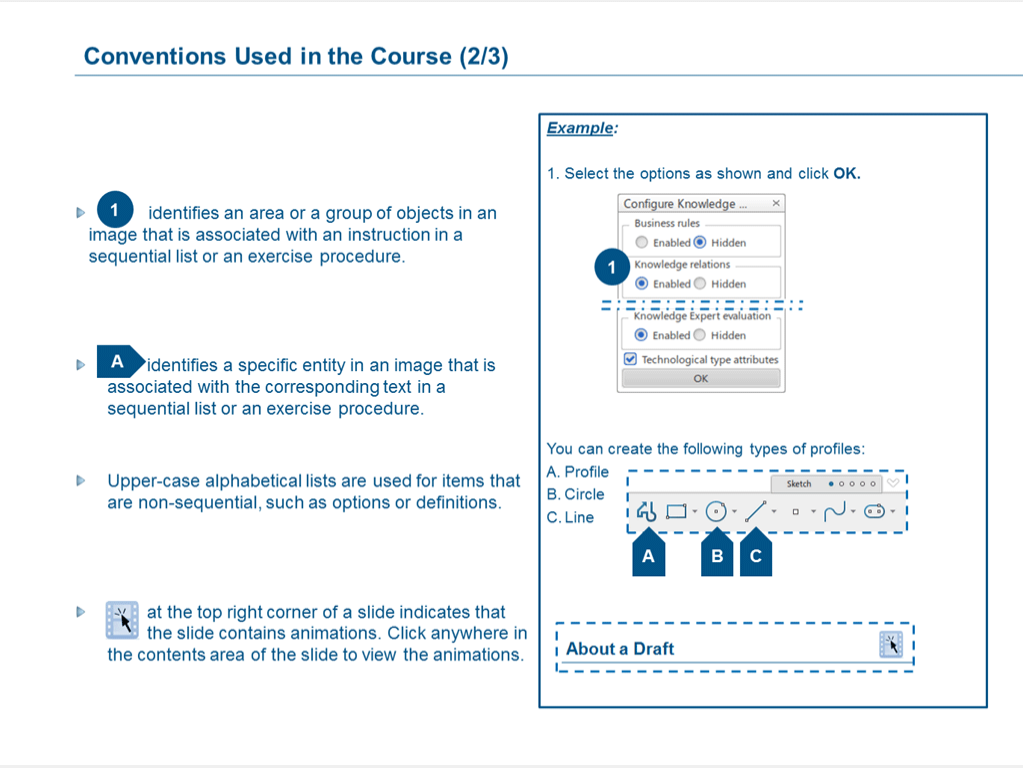 Conventions Used in the Course (2/3)
1 identifies an area or a group of objects in an
image that is associated with an instruction in a
sequential list or an exercise procedure.
A identifies a specific entity in an image that is
associated with the corresponding text in a
sequential list or an exercise procedure.
Upper-case alphabetical lists are used for items that
are non-sequential, such as options or definitions.
at the top right corner of a slide indicates that
the slide contains animations. Click anywhere in
the contents area of the slide to view the animations.
Example:
1. Select the options as shown and click OK.
Configure Knowledge ... ×
Business rules
Enabled Hidden
1
Knowledge relations
Enabled Hidden
Knowledge Expert evaluation
Enabled Hidden
Technological type attributes
OK
You can create the following types of profiles:
A. Profile
B. Circle
C. Line
Sketch
A B C
About a Draft